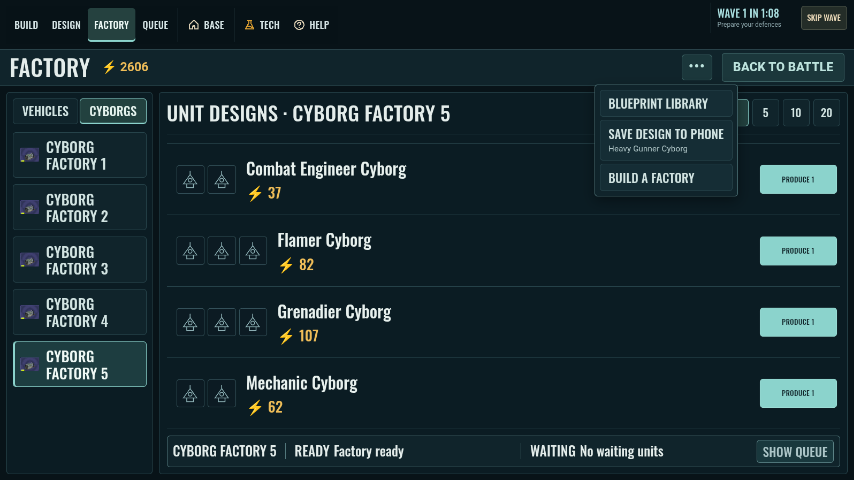 BUILD DESIGN FACTORY QUEUE BASE TECH HELP
WAVE 1 IN 1:08
Prepare your defences
SKIP WAVE
FACTORY 2606
BACK TO BATTLE
VEHICLES CYBORGS
CYBORG FACTORY 1
CYBORG FACTORY 2
CYBORG FACTORY 3
CYBORG FACTORY 4
CYBORG FACTORY 5
UNIT DESIGNS · CYBORG FACTORY 5
5 10 20
BLUEPRINT LIBRARY
SAVE DESIGN TO PHONE
Heavy Gunner Cyborg
BUILD A FACTORY
Combat Engineer Cyborg
37
PRODUCE 1
Flamer Cyborg
82
PRODUCE 1
Grenadier Cyborg
107
PRODUCE 1
Mechanic Cyborg
62
PRODUCE 1
CYBORG FACTORY 5 READY Factory ready WAITING No waiting units SHOW QUEUE